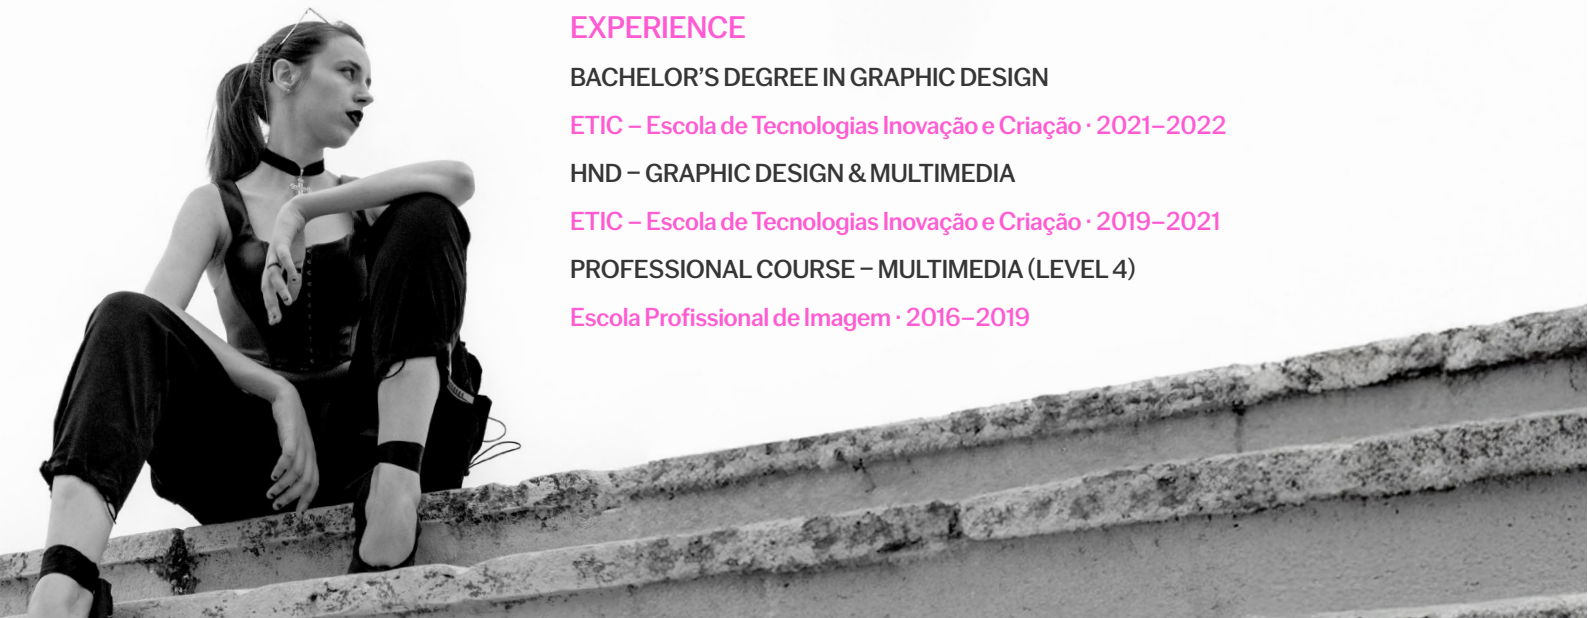 EXPERIENCE
BACHELOR’S DEGREE IN GRAPHIC DESIGN
ETIC – Escola de Tecnologias Inovação e Criação · 2021–2022
HND – GRAPHIC DESIGN & MULTIMEDIA
ETIC – Escola de Tecnologias Inovação e Criação · 2019–2021
PROFESSIONAL COURSE – MULTIMEDIA (LEVEL 4)
Escola Profissional de Imagem · 2016–2019